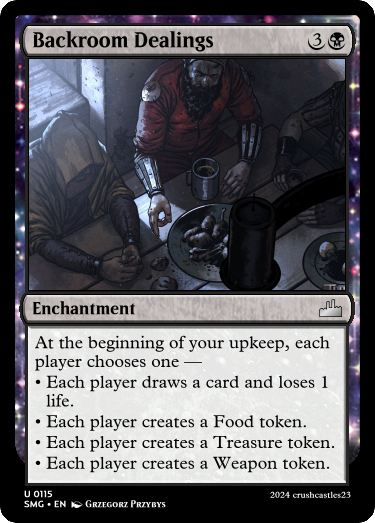 Backroom Dealings 3
Enchantment
At the beginning of your upkeep, each
player chooses one —
• Each player draws a card and loses 1
life.
• Each player creates a Food token.
• Each player creates a Treasure token.
• Each player creates a Weapon token.
U 0115
SMG • EN Grzegorz Przybys
2024 crushcastles23